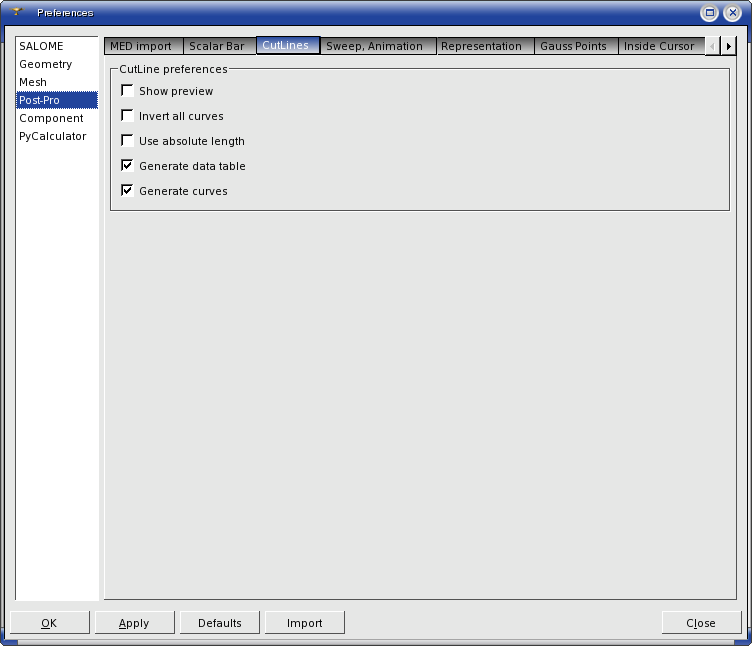 Preferences
SALOME
Geometry
Mesh
Post-Pro
Component
PyCalculator
MED import
Scalar Bar
CutLines
Sweep, Animation
Representation
Gauss Points
Inside Cursor
CutLine preferences
Show preview
Invert all curves
Use absolute length
Generate data table
Generate curves
OK
Apply
Defaults
Import
Close